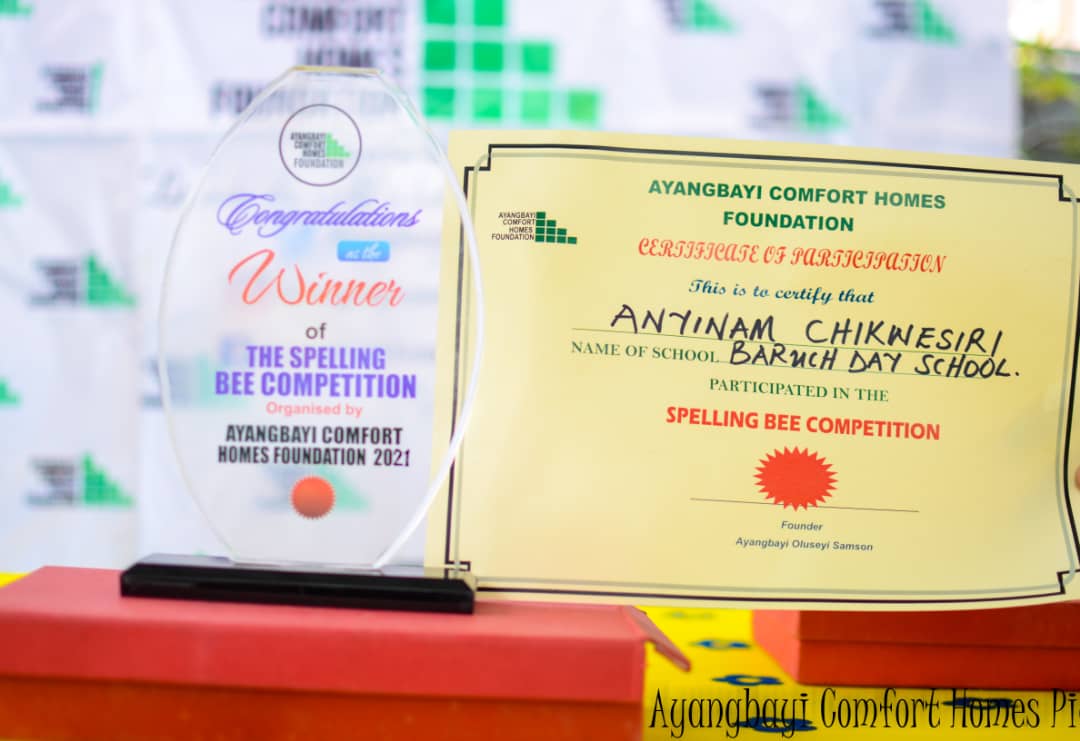 COMFORT
HOMES
FOUNDATION
AYANGBAYI
COMFORT
HOMES
FOUNDATION
Congratulations
as the
Winner
of
THE SPELLING
BEE COMPETITION
Organised by
AYANGBAYI COMFORT
HOMES FOUNDATION 2021
AYANGBAYI
COMFORT
HOMES
FOUNDATION
AYANGBAYI COMFORT HOMES
FOUNDATION
CERTIFICATE OF PARTICIPATION
This is to certify that
ANYINAM CHIKWESIRI
NAME OF SCHOOL BARUCH DAY SCHOOL.
PARTICIPATED IN THE
SPELLING BEE COMPETITION
Founder
Ayangbayi Oluseyi Samson
Ayangbayi Comfort Homes Pi